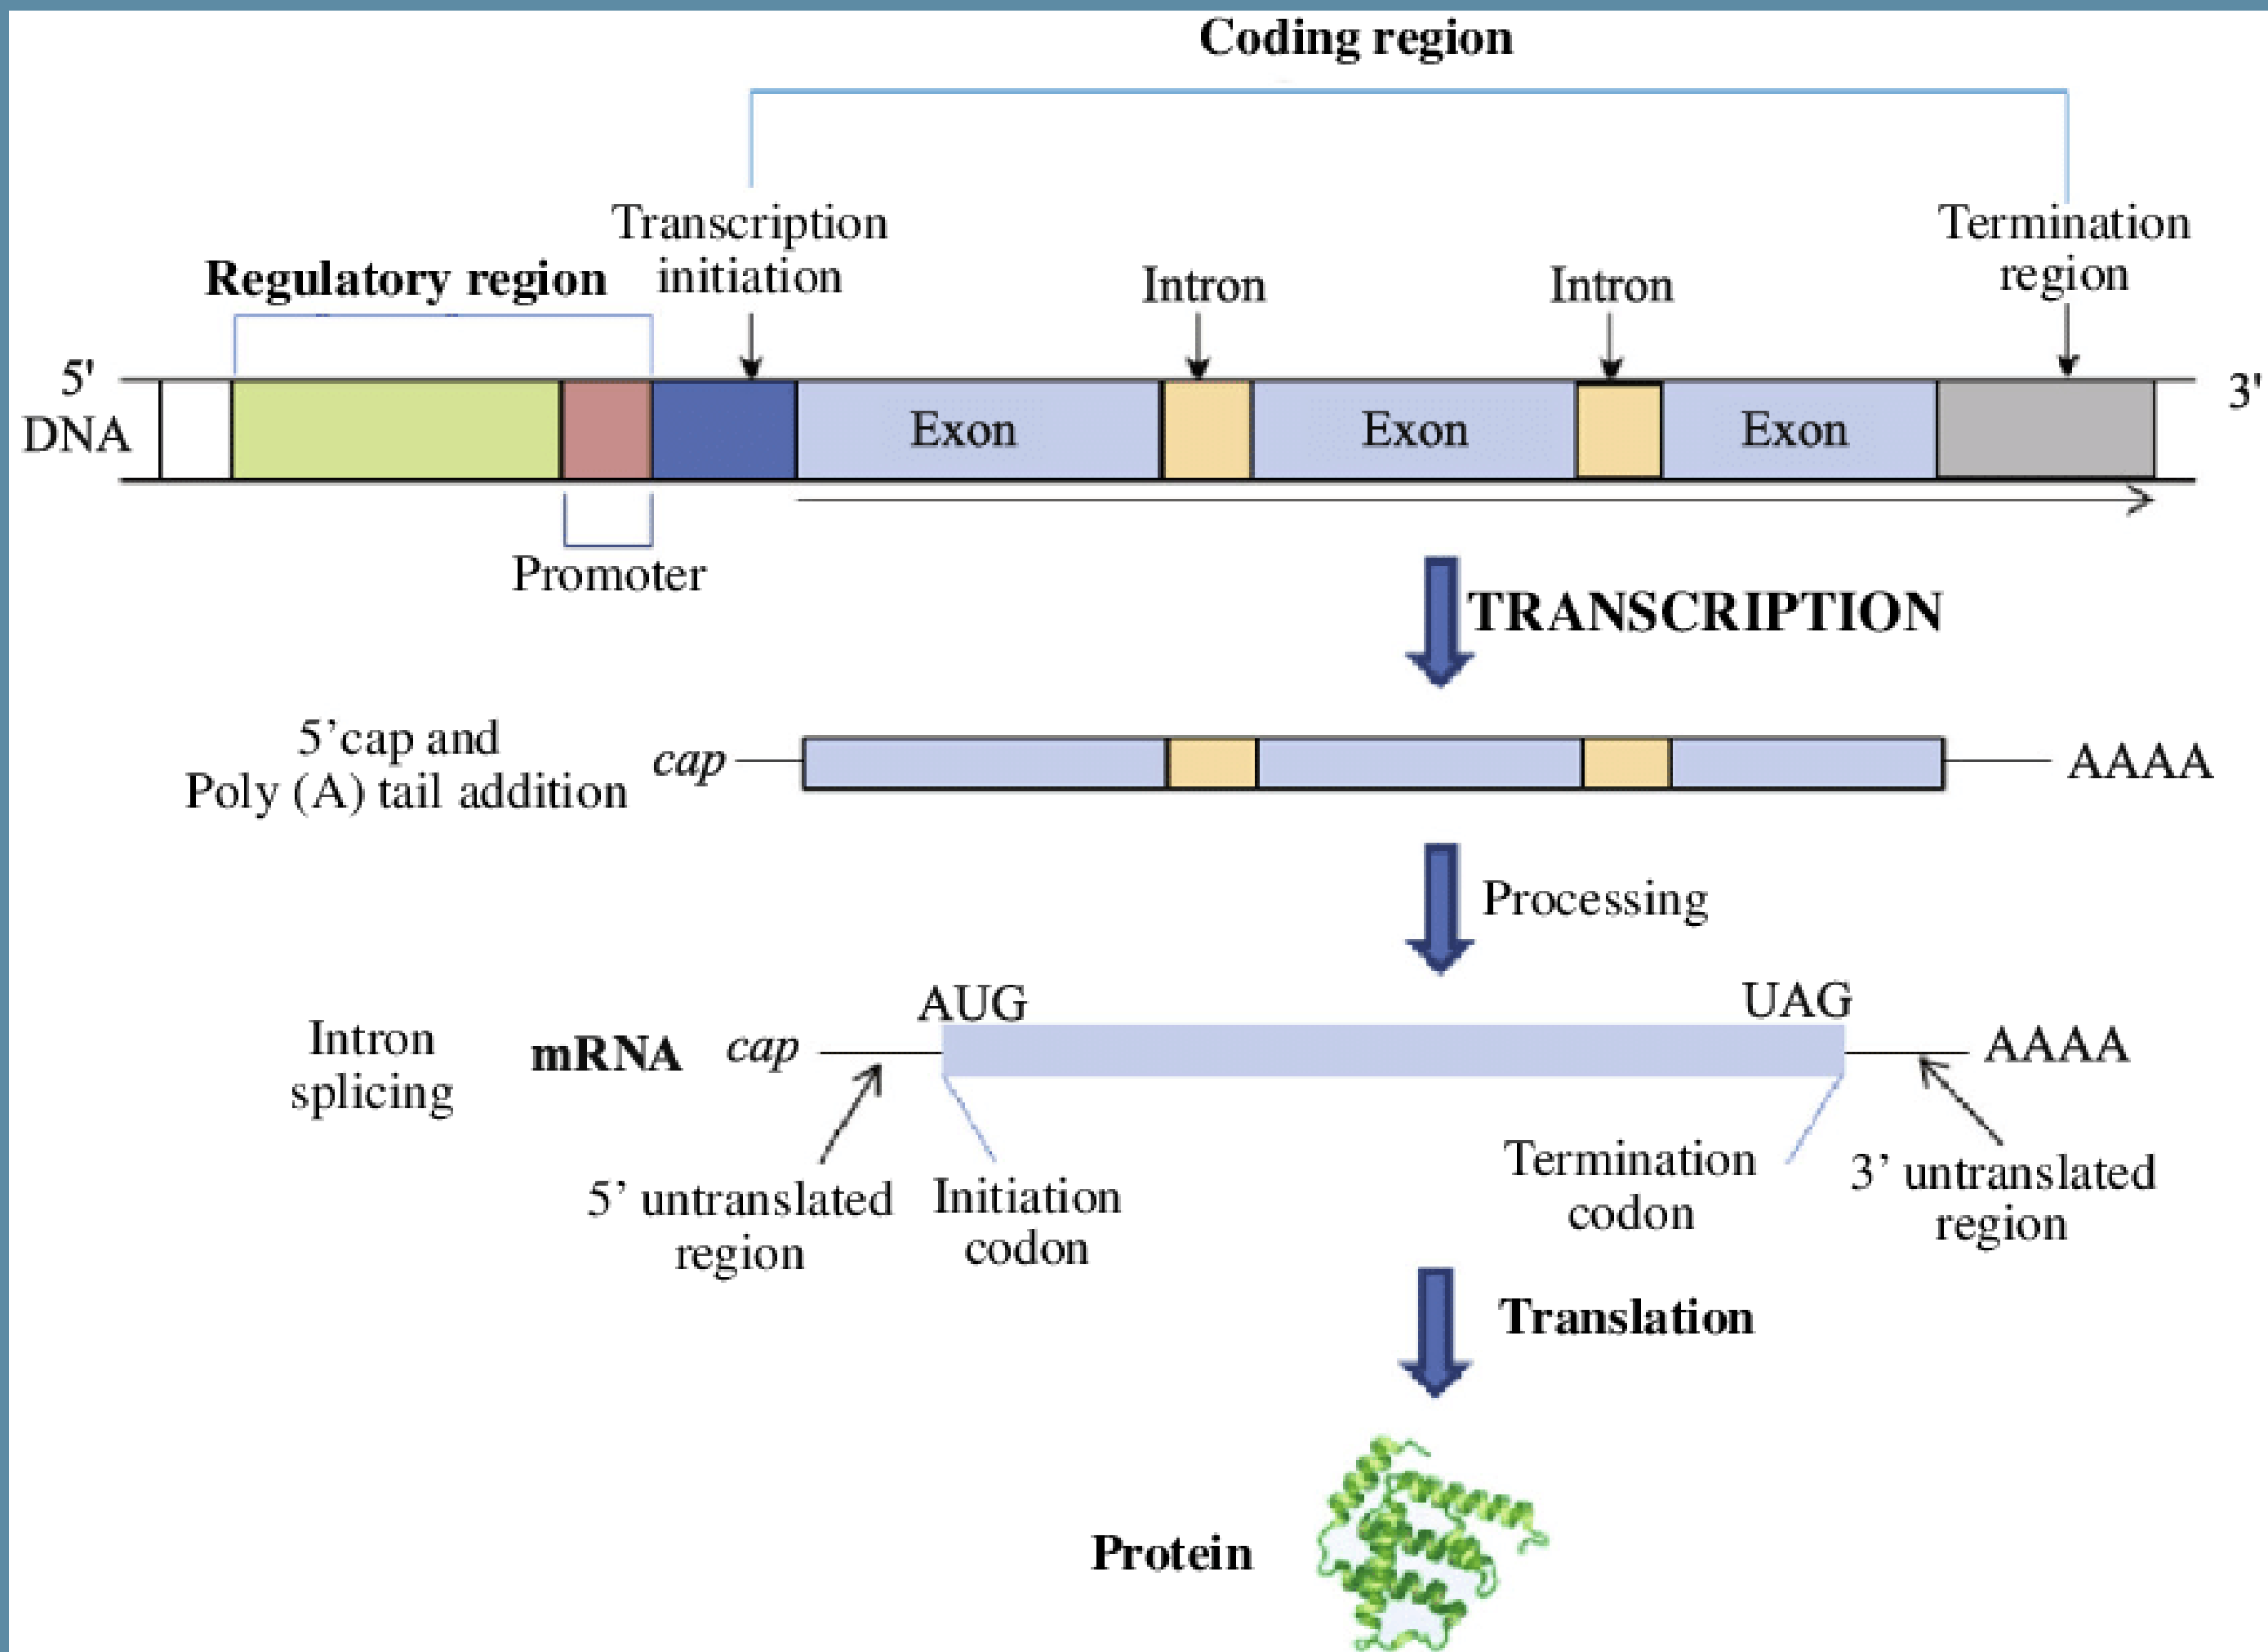 Coding region
Transcription
initiation
Termination
region
Regulatory region
Intron
Intron
5'
DNA
Exon
Exon
Exon
3'
Promoter
TRANSCRIPTION
5’cap and
Poly (A) tail addition
cap
AAAA
Processing
AUG
UAG
Intron
splicing
mRNA
cap
AAAA
5’ untranslated
region
Initiation
codon
Termination
codon
3’ untranslated
region
Translation
Protein